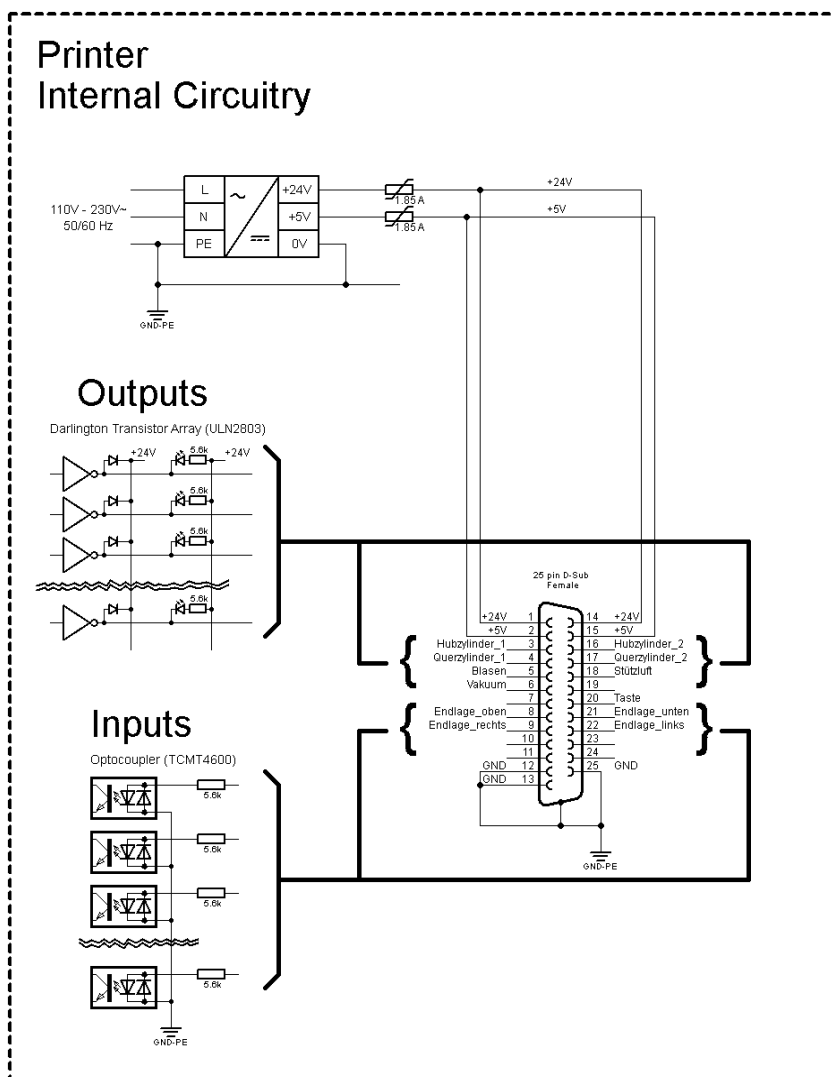 Printer
Internal Circuitry
110V - 230V~
50/60 Hz
L
N
PE
+24V
+5V
0V
1.85 A
1.85 A
+24V
+5V
GND-PE
Outputs
Darlington Transistor Array (ULN2803)
+24V
5.6k
+24V
5.6k
5.6k
5.6k
25 pin D-Sub
Female
+24V 1 14 +24V
+5V 2 15 +5V
Hubzylinder_1 3 16 Hubzylinder_2
Querzylinder_1 4 17 Querzylinder_2
Blasen 5 18 Stützluft
Vakuum 6 19
7 20 Taste
Endlage_oben 8 21 Endlage_unten
Endlage_rechts 9 22 Endlage_links
10 23
11 24
GND 12 25 GND
GND 13
GND-PE
Inputs
Optocoupler (TCMT4600)
5.6k
5.6k
5.6k
5.6k
GND-PE